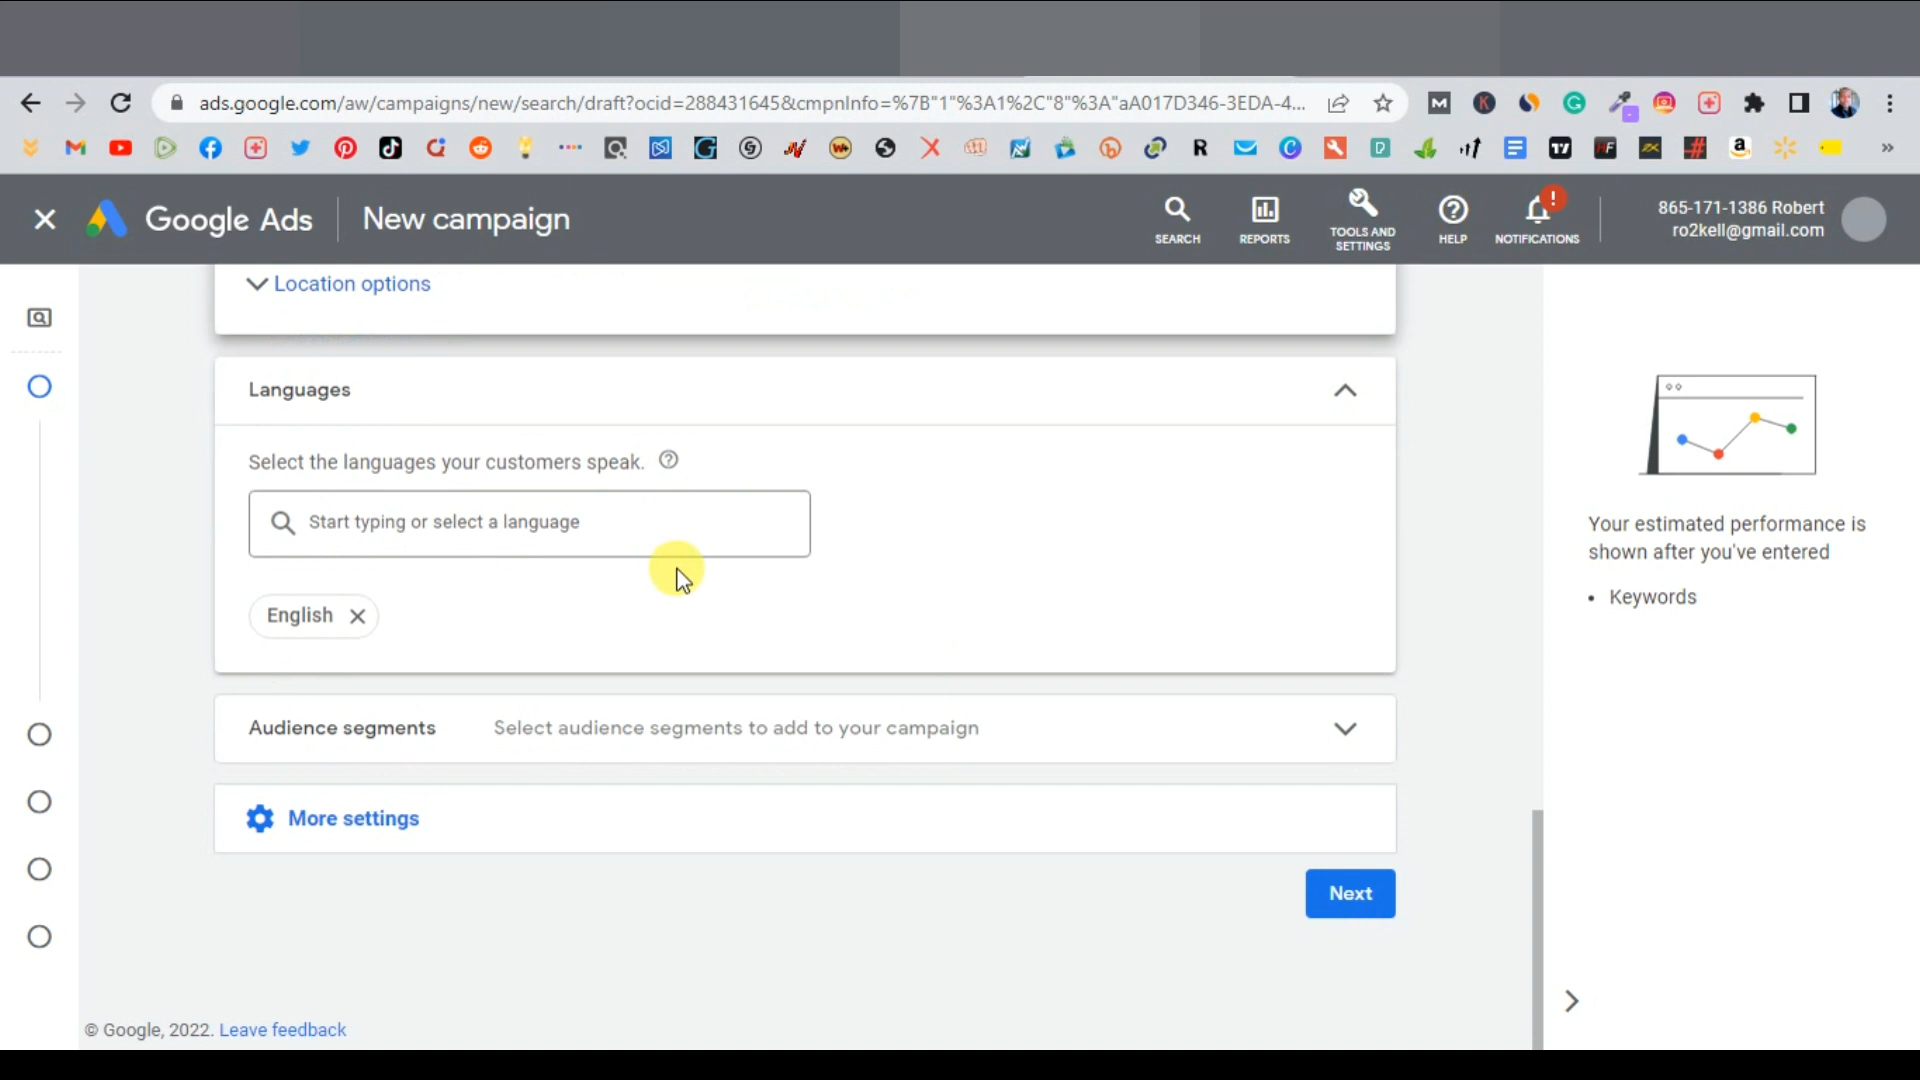 ads.google.com/aw/campaigns/new/search/draft?ocid=288431645&cmpnInfo=%7B"1"%3A1%2C"8"%3A"aA017D346-3EDA-4...
Google Ads
New campaign
SEARCH
REPORTS
TOOLS AND
SETTINGS
HELP
NOTIFICATIONS
865-171-1386 Robert
ro2kell@gmail.com
Location options
Languages
Select the languages your customers speak.
Start typing or select a language
English
Audience segments
Select audience segments to add to your campaign
More settings
Next
Your estimated performance is
shown after you've entered
• Keywords
© Google, 2022. Leave feedback